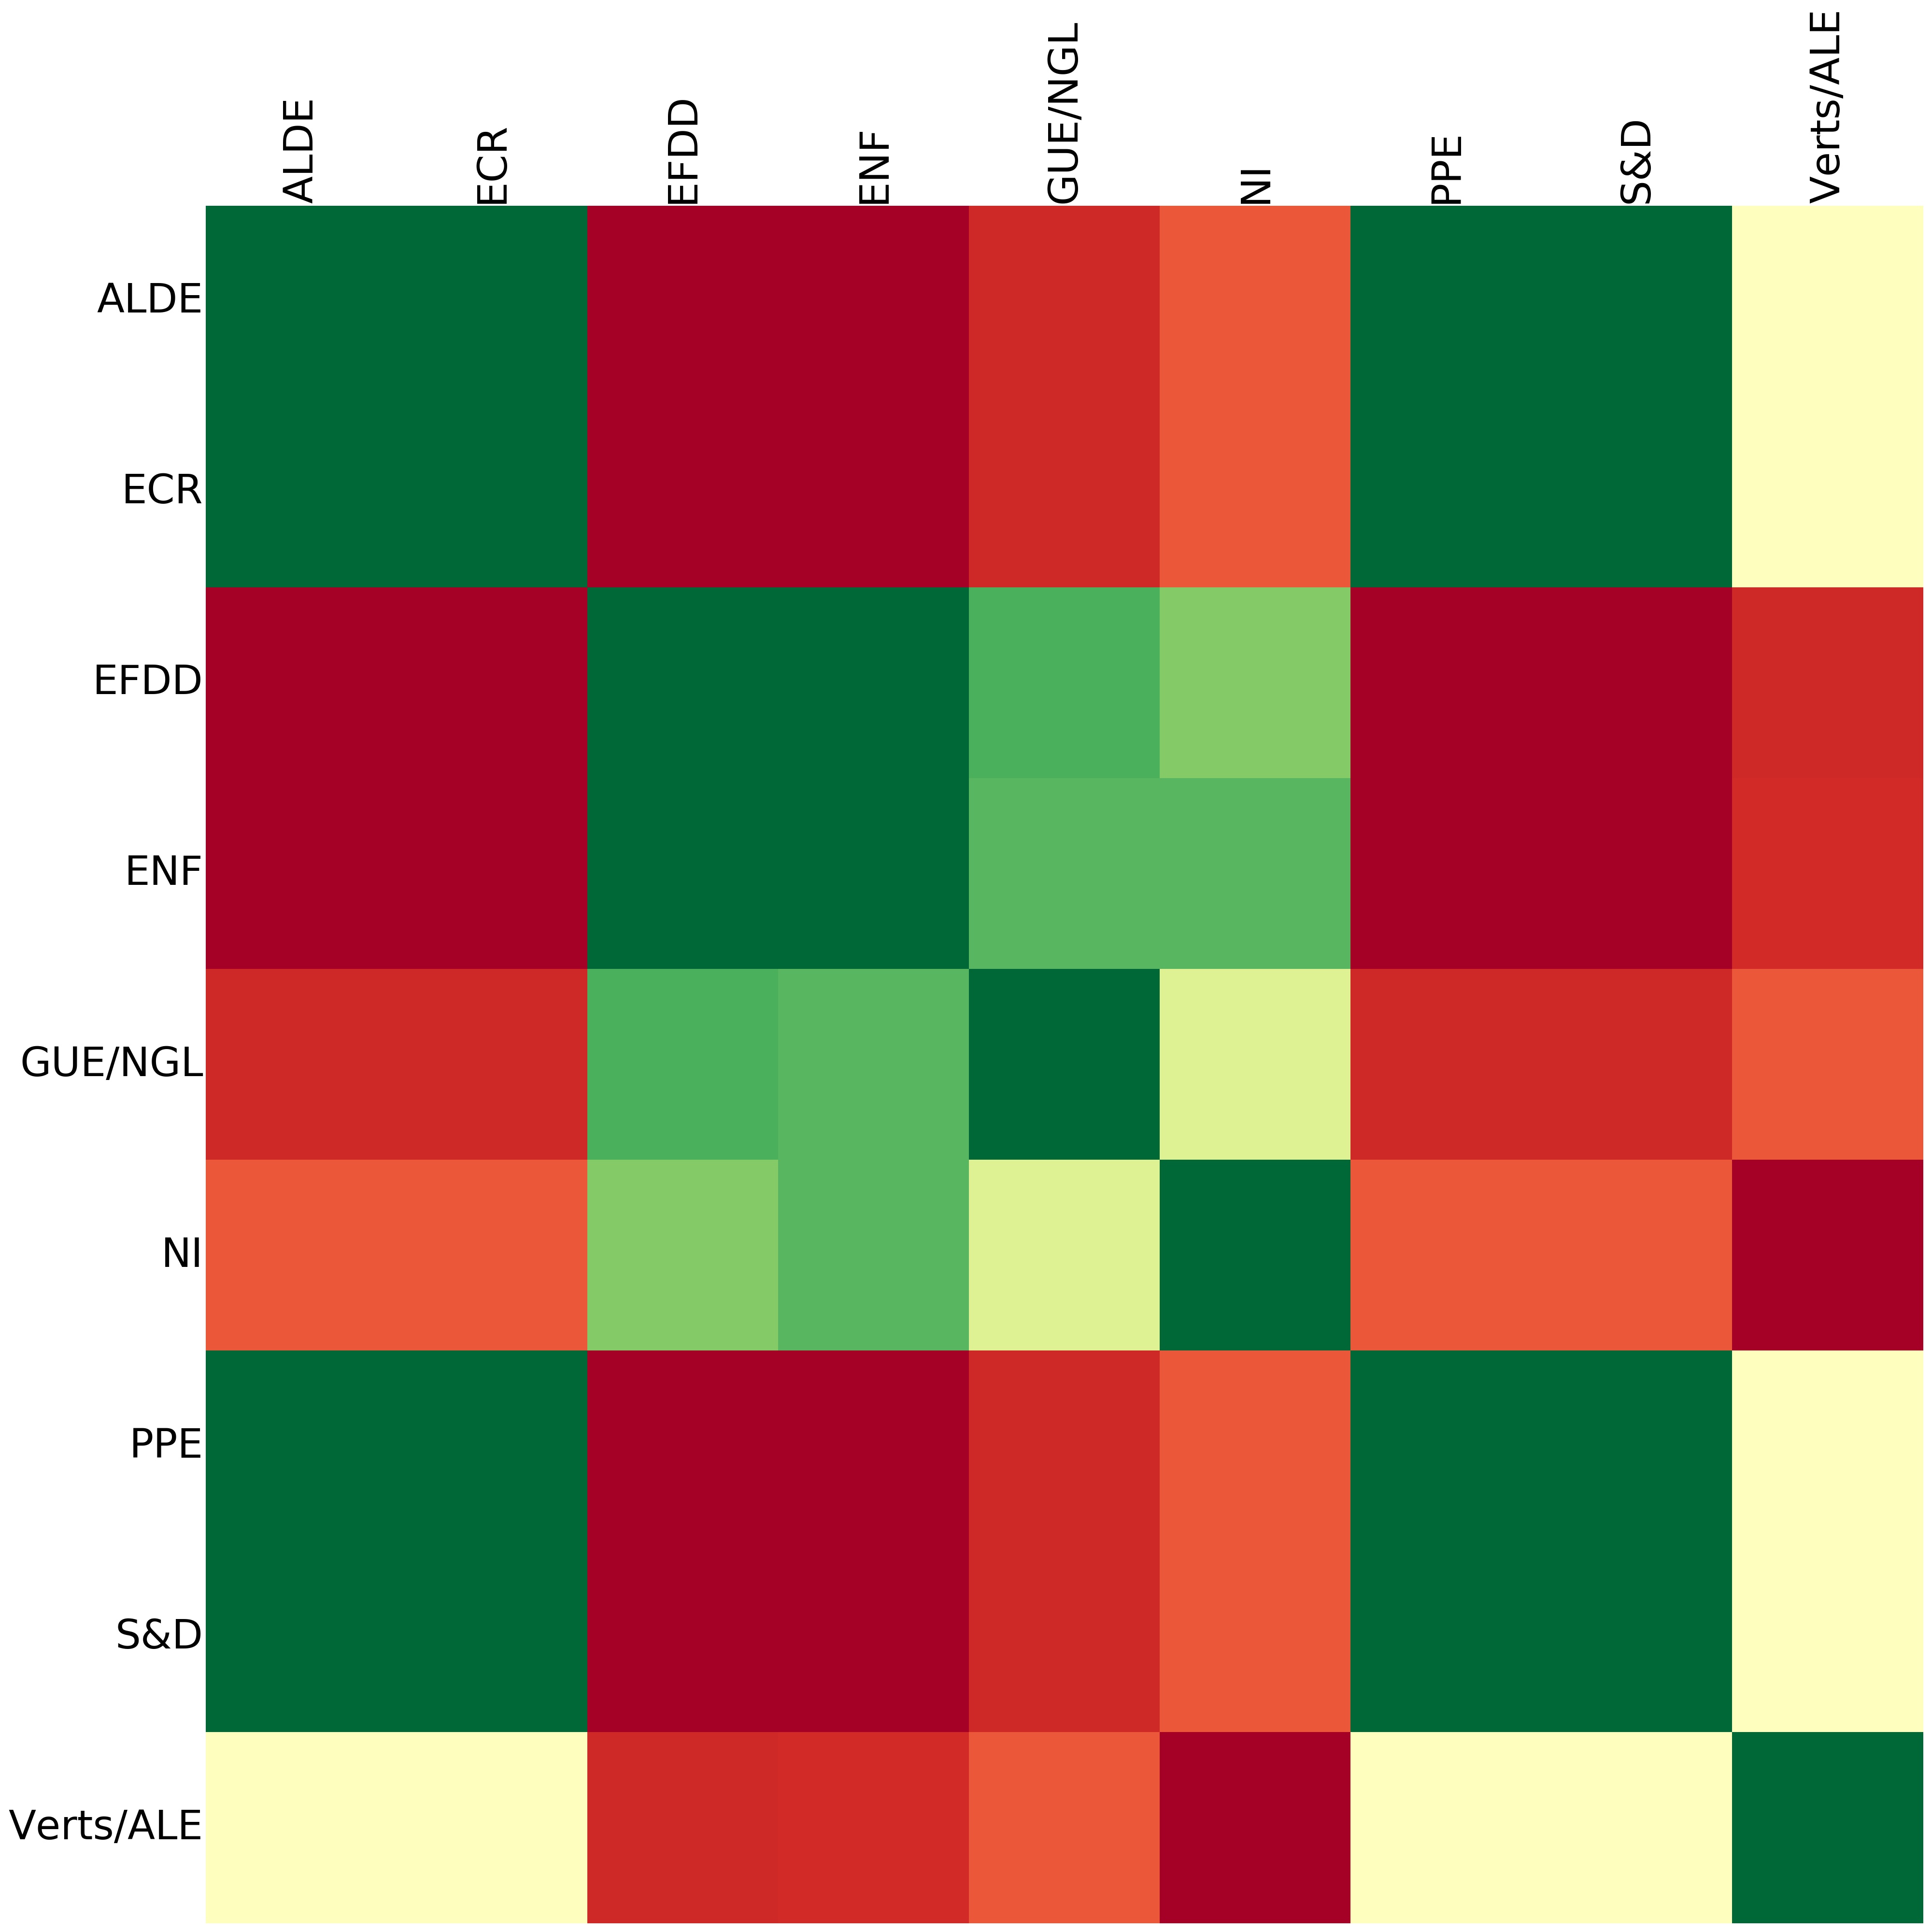 ALDE
ECR
EFDD
ENF
GUE/NGL
NI
PPE
S&D
Verts/ALE
ALDE
ECR
EFDD
ENF
GUE/NGL
NI
PPE
S&D
Verts/ALE